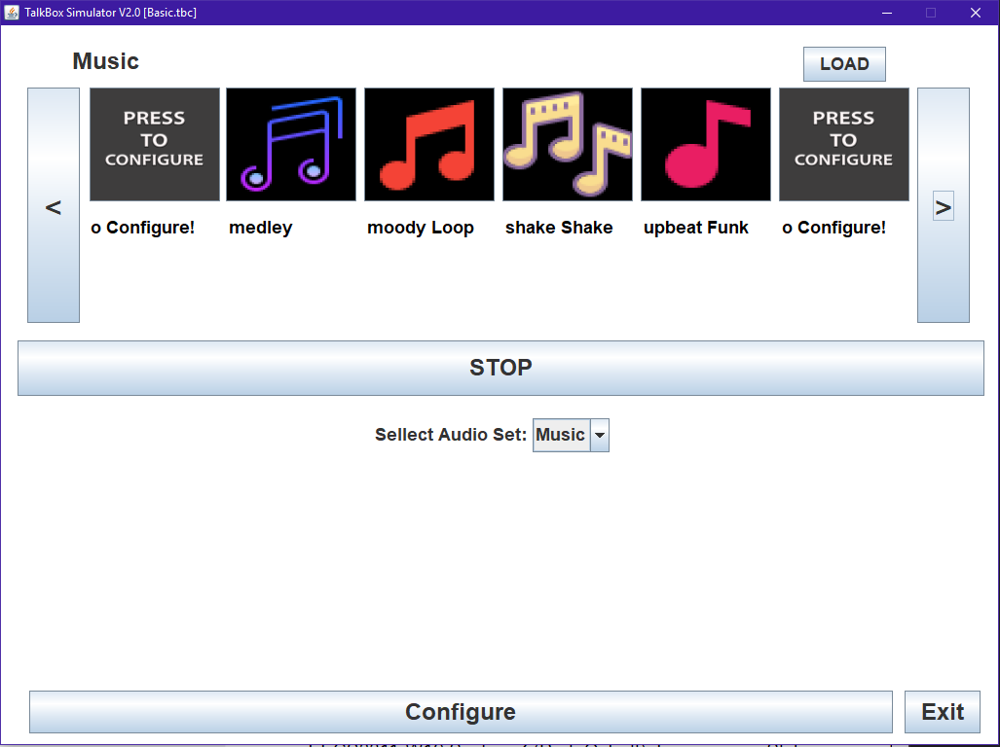 TalkBox Simulator V2.0 [Basic.tbc]
Music
LOAD
<
PRESS
TO
CONFIGURE
PRESS
TO
CONFIGURE
>
o Configure!
medley
moody Loop
shake Shake
upbeat Funk
o Configure!
STOP
Sellect Audio Set: Music
Configure
Exit